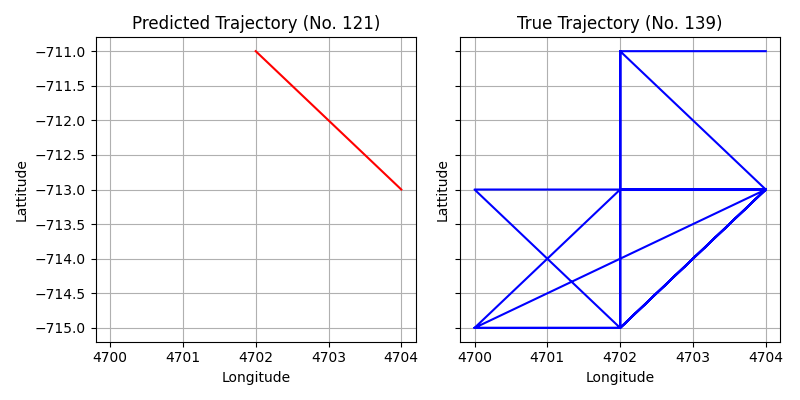 Predicted Trajectory (No. 121)
True Trajectory (No. 139)
Lattitude
−711.0
−711.5
−712.0
−712.5
−713.0
−713.5
−714.0
−714.5
−715.0
4700 4701 4702 4703 4704
Longitude
Lattitude
4700 4701 4702 4703 4704
Longitude